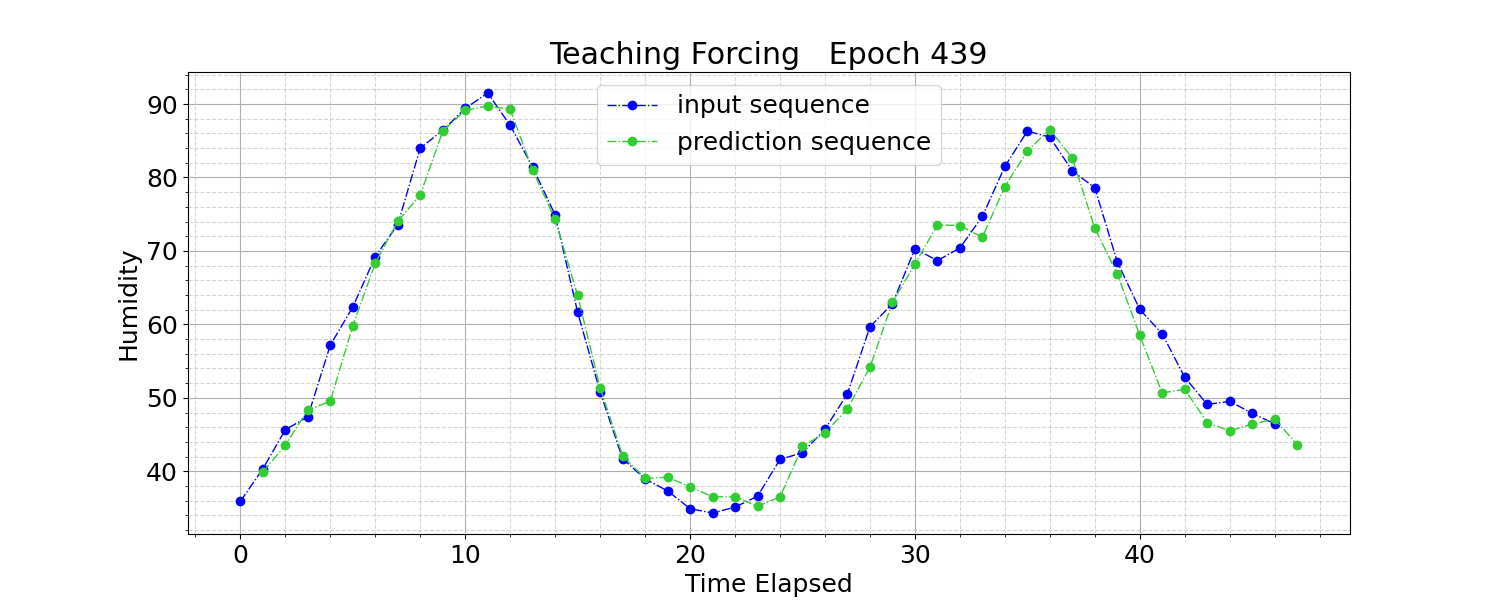 Teaching Forcing   Epoch 439
input sequence
prediction sequence
Humidity
90
80
70
60
50
40
0 10 20 30 40
Time Elapsed